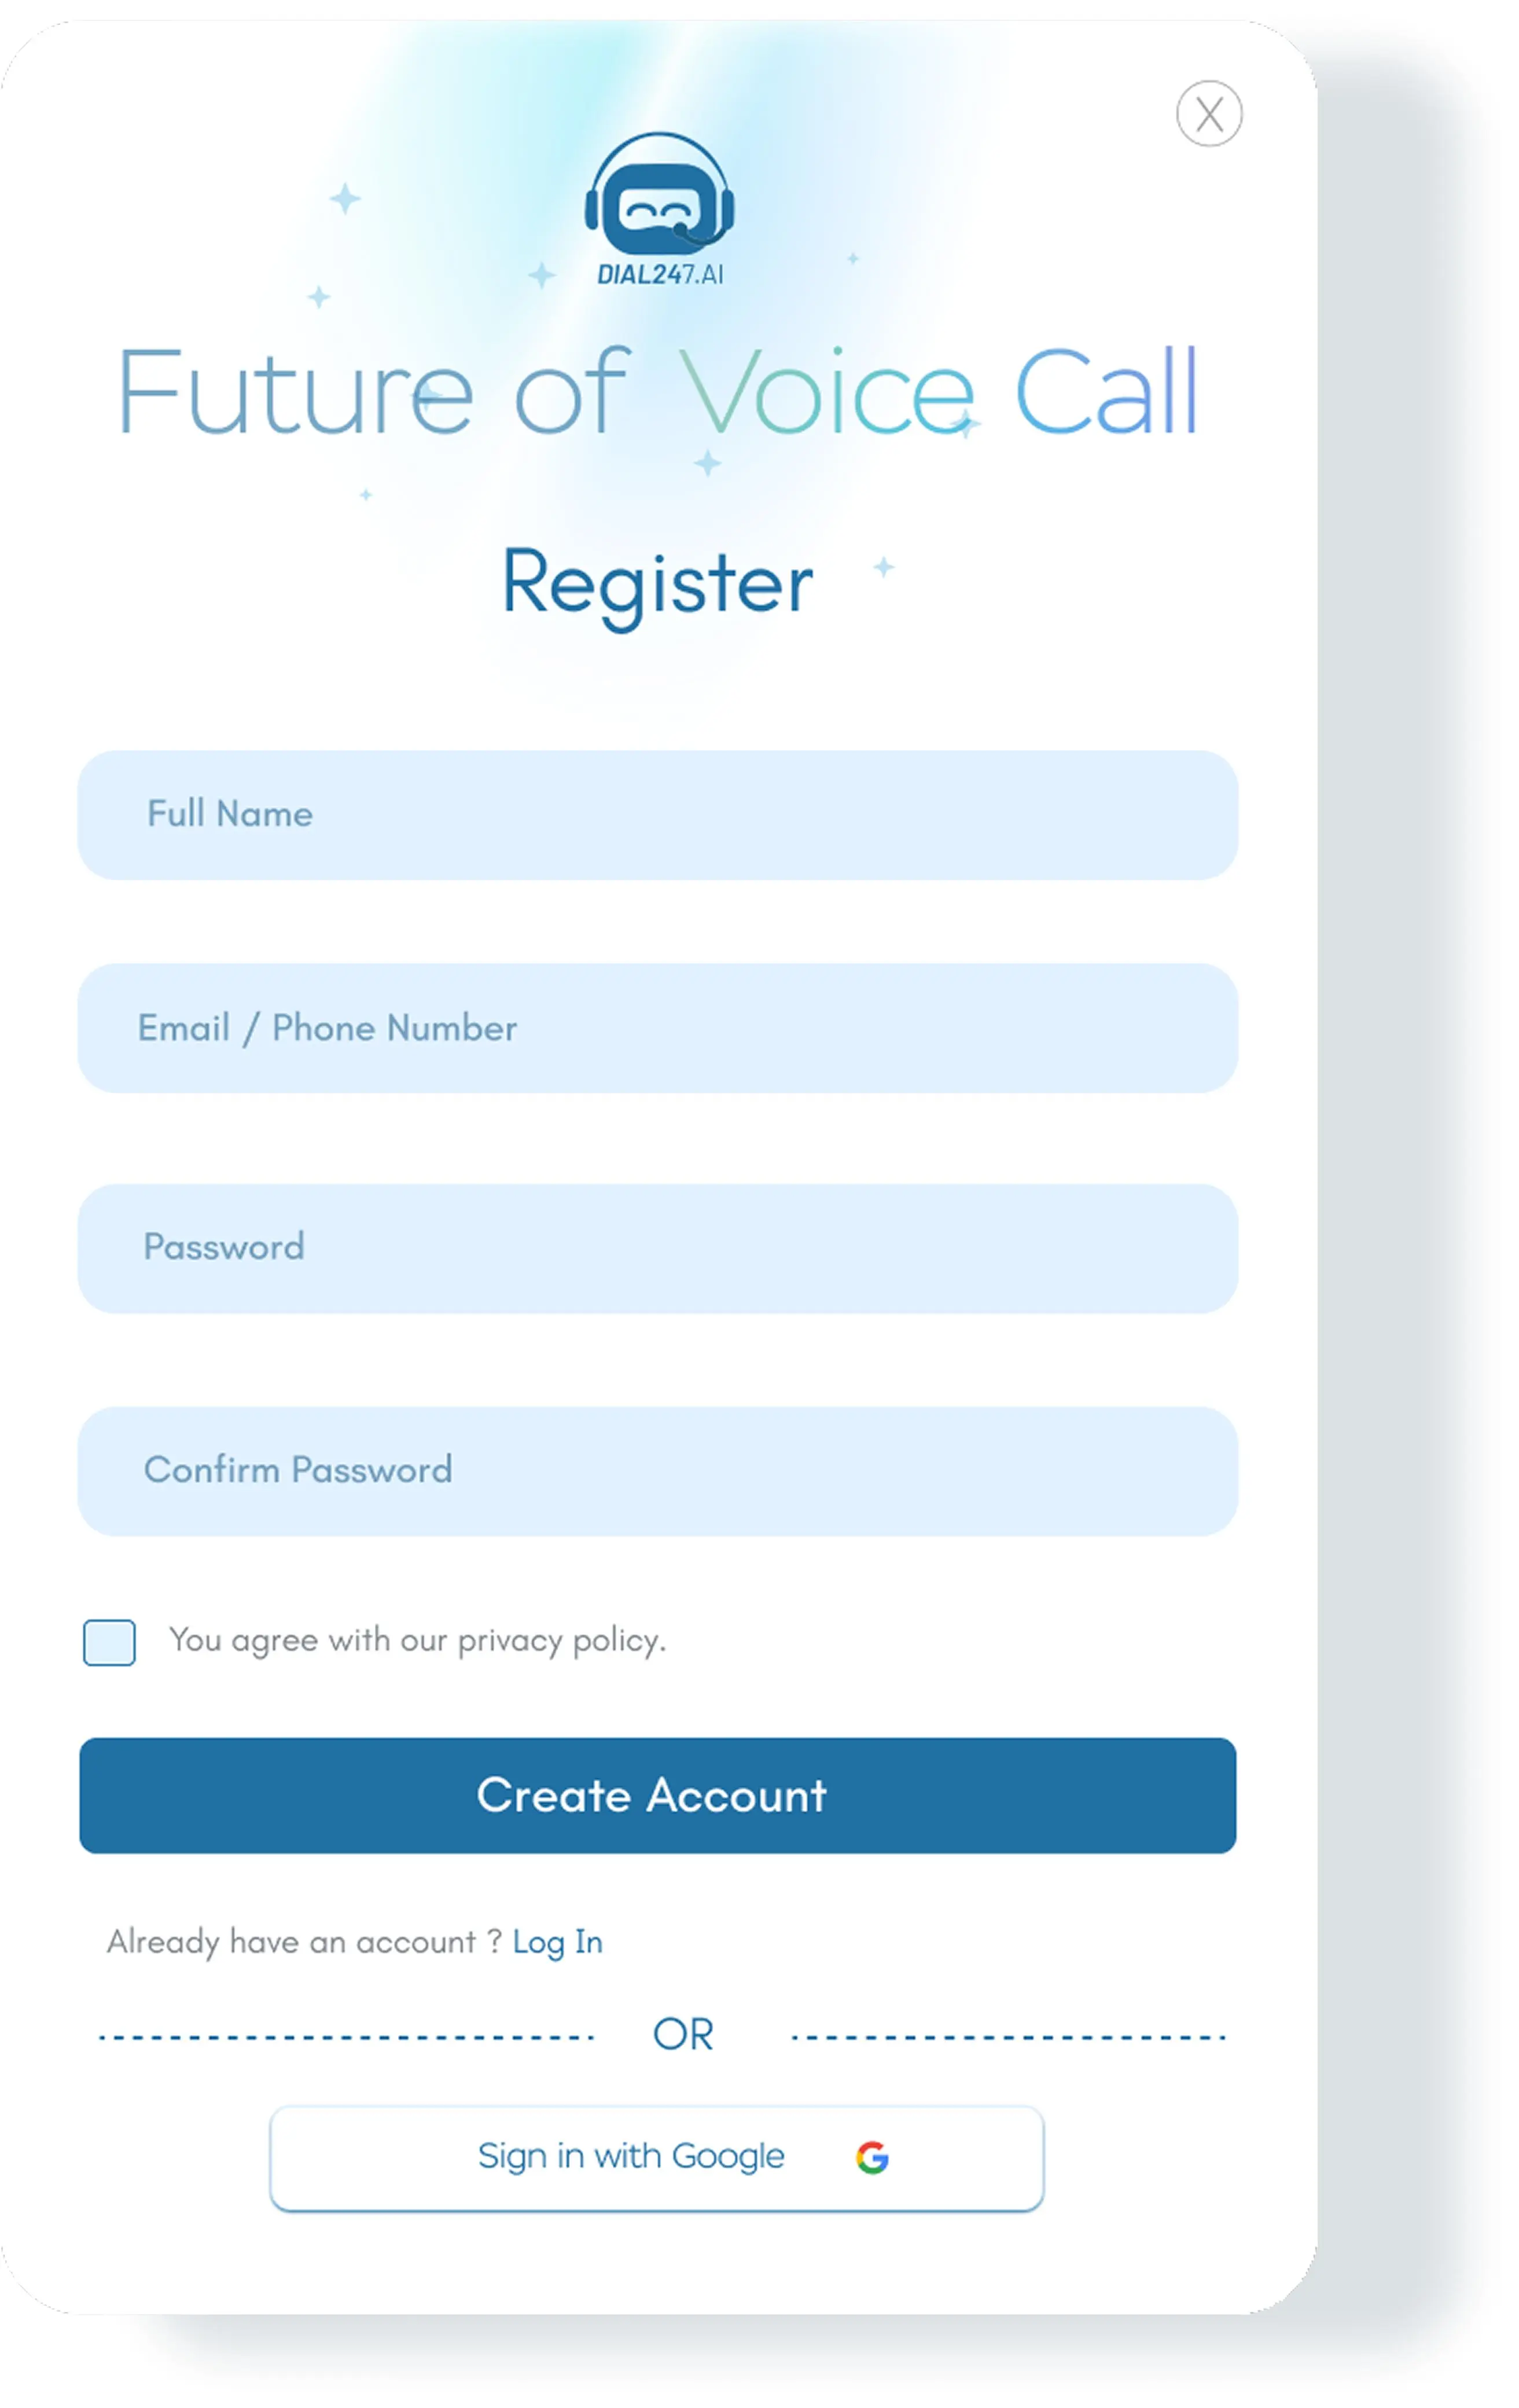 X
DIAL247.AI
Future of Voice Call
Register
Full Name
Email / Phone Number
Password
Confirm Password
You agree with our privacy policy.
Create Account
Already have an account ? Log In
OR
Sign in with Google